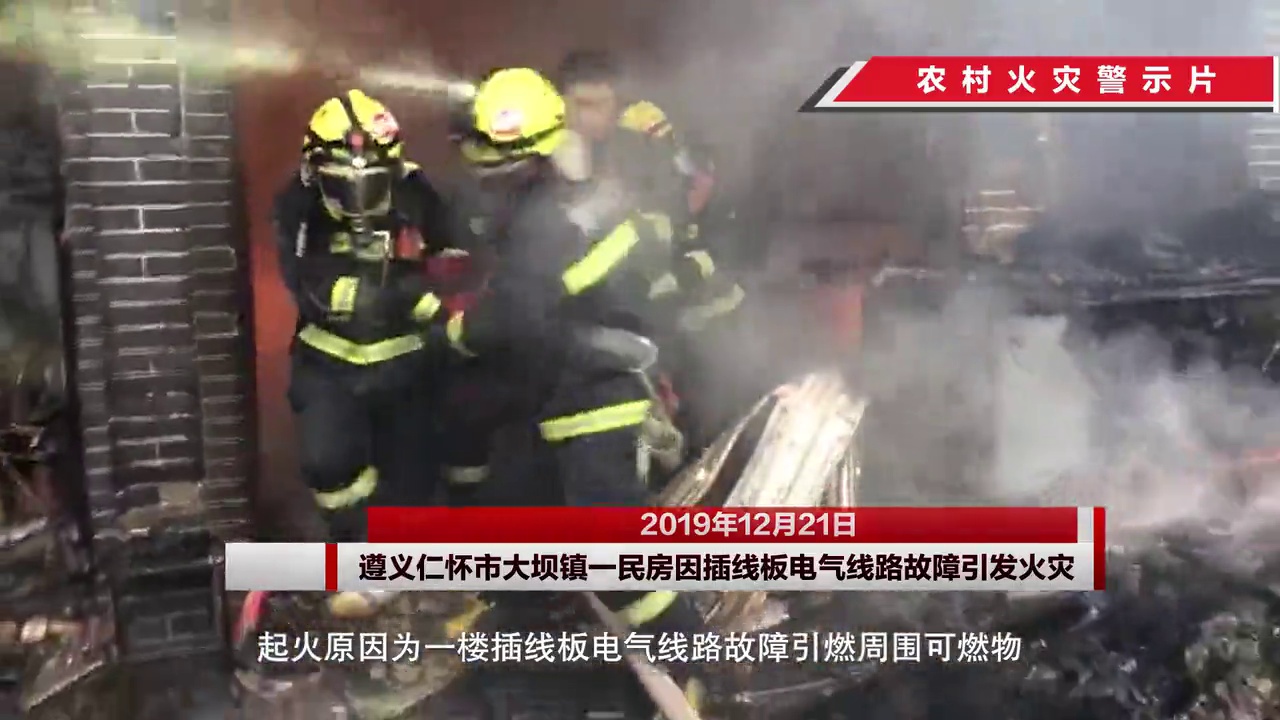 农村火灾警示片
2019年12月21日
遵义仁怀市大坝镇一民房因插线板电气线路故障引发火灾
起火原因为一楼插线板电气线路故障引燃周围可燃物